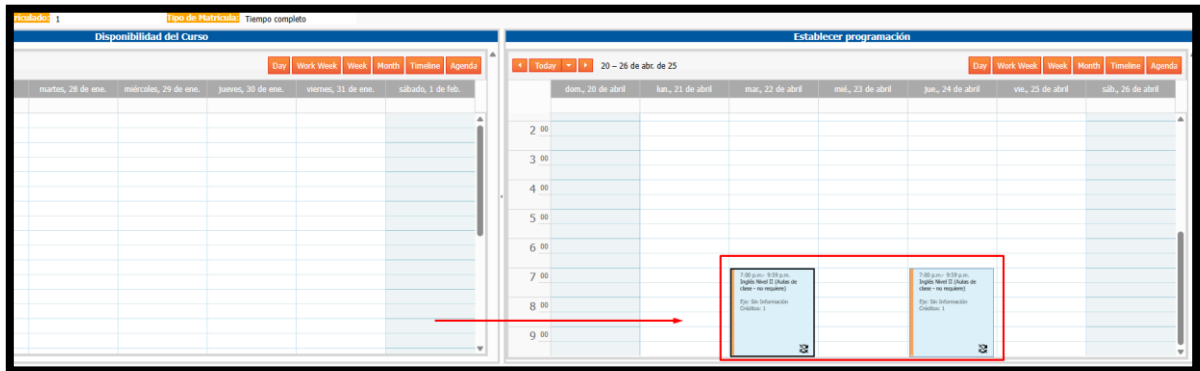 riculado: 1 Tipo de Matrícula: Tiempo completo
Disponibilidad del Curso
Day Work Week Week Month Timeline Agenda
martes, 28 de ene. miércoles, 29 de ene. jueves, 30 de ene. viernes, 31 de ene. sábado, 1 de feb.
Establecer programación
Today 20 – 26 de abr. de 25 Day Work Week Week Month Timeline Agenda
dom., 20 de abril lun., 21 de abril mar., 22 de abril mié., 23 de abril jue., 24 de abril vie., 25 de abril sáb., 26 de abril
2 00
3 00
4 00
5 00
6 00
7 00
8 00
9 00
7:00 p.m.- 9:59 p.m.
Inglés Nivel II (Aulas de
clase - no requiere)
Eje: Sin Información
Créditos: 1
7:00 p.m.- 9:59 p.m.
Inglés Nivel II (Aulas de
clase - no requiere)
Eje: Sin Información
Créditos: 1